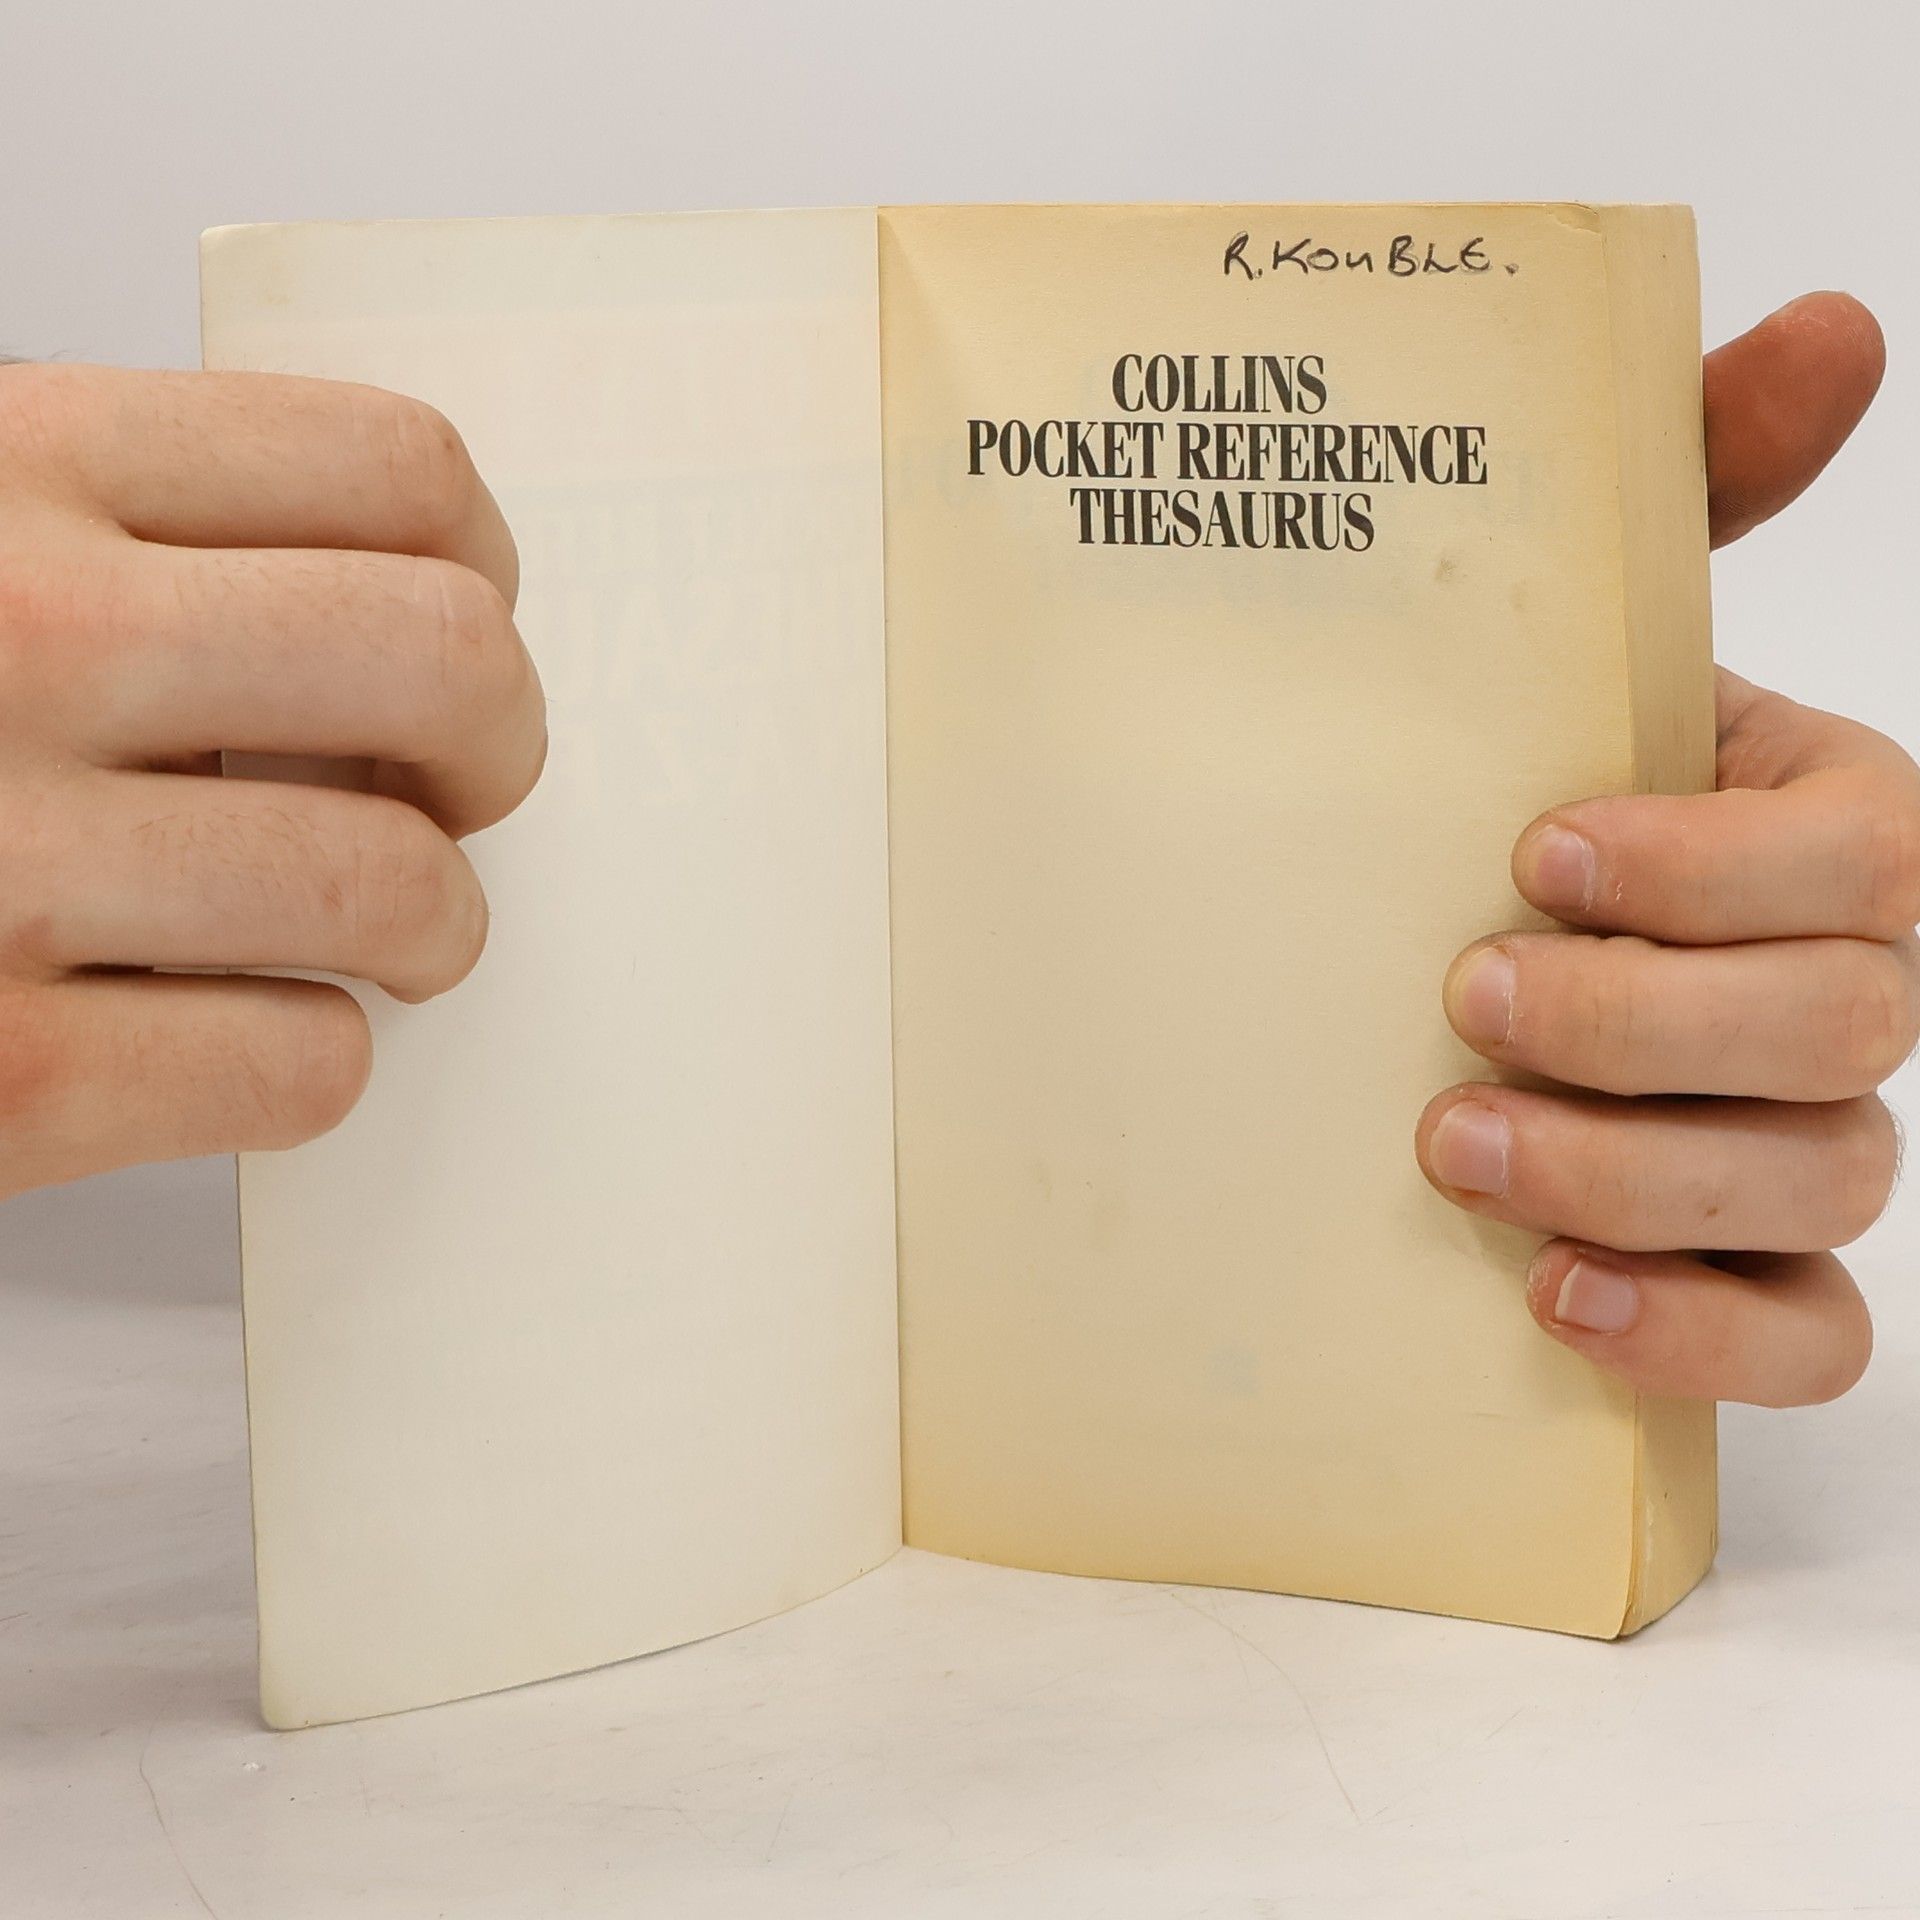 R. KOUBLE.
COLLINS
POCKET REFERENCE
THESAURUS